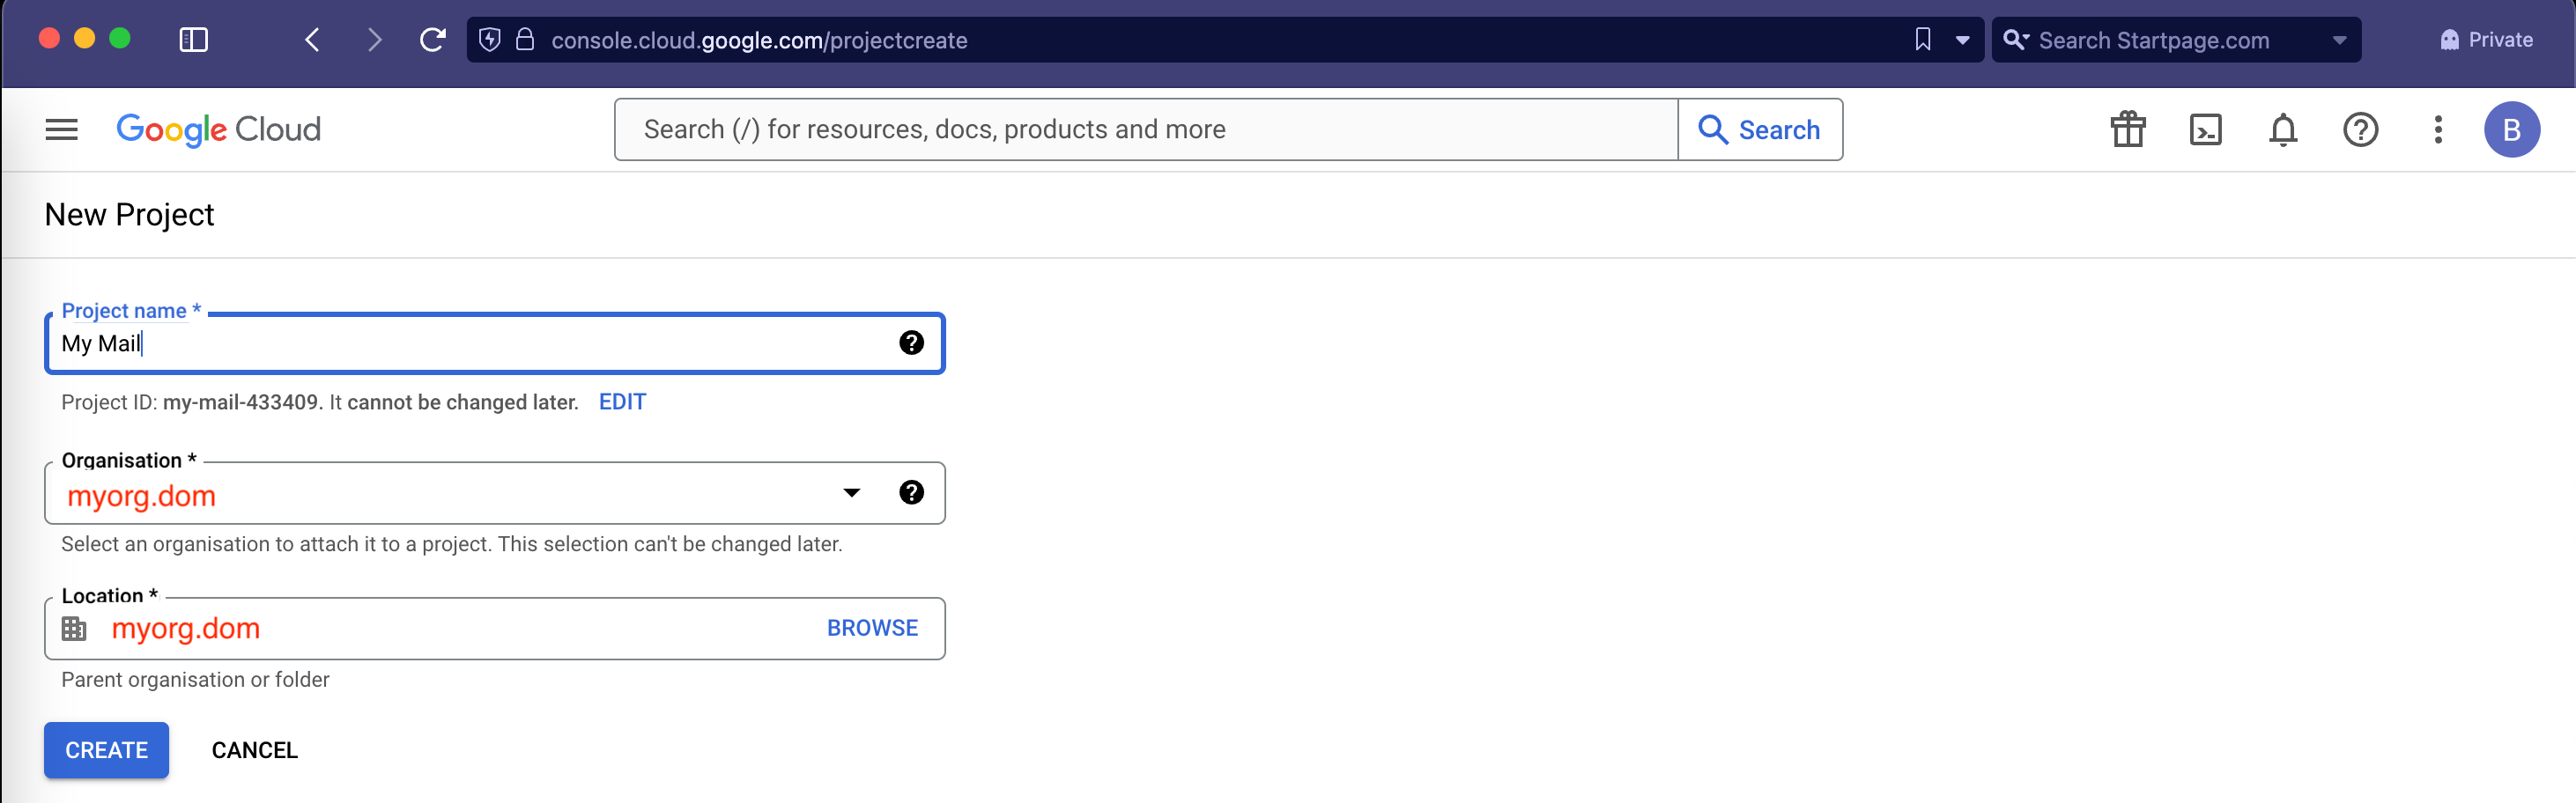 console.cloud.google.com/projectcreate
Search Startpage.com
Private
Google Cloud
Search (/) for resources, docs, products and more
Search
B
New Project
Project name *
My Mail
Project ID: my-mail-433409. It cannot be changed later. EDIT
Organisation *
myorg.dom
Select an organisation to attach it to a project. This selection can't be changed later.
Location *
myorg.dom
BROWSE
Parent organisation or folder
CREATE
CANCEL